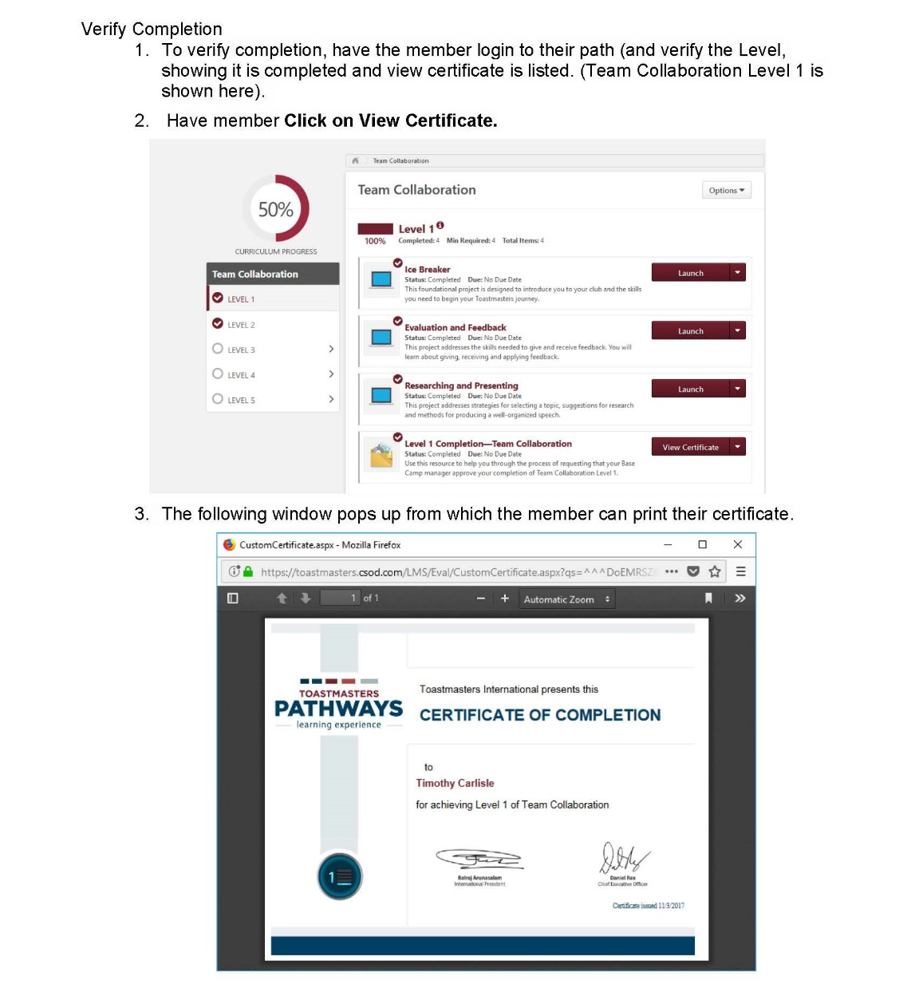 Verify Completion
1. To verify completion, have the member login to their path (and verify the Level,
showing it is completed and view certificate is listed. (Team Collaboration Level 1 is
shown here).
2. Have member Click on View Certificate.
Team Collaboration
50%
CURRICULUM PROGRESS
Team Collaboration
LEVEL 1
LEVEL 2
LEVEL 3
LEVEL 4
LEVEL 5
Team Collaboration
Options
Level 1
100% Completed: 4 Min Required: 4 Total Items: 4
Ice Breaker
Status: Completed Due: No Due Date
This foundational project is designed to introduce you to your club and the skills
you need to begin your Toastmasters journey.
Launch
Evaluation and Feedback
Status: Completed Due: No Due Date
This project addresses the skills needed to give and receive feedback. You will
learn about giving, receiving and applying feedback.
Launch
Researching and Presenting
Status: Completed Due: No Due Date
This project addresses strategies for selecting a topic, suggestions for research
and methods for producing a well-organized speech.
Launch
Level 1 Completion—Team Collaboration
Status: Completed Due: No Due Date
Use this resource to help you through the process of requesting that your Base
Camp manager approve your completion of Team Collaboration Level 1.
View Certificate
3. The following window pops up from which the member can print their certificate.
CustomCertificate.aspx - Mozilla Firefox
https://toastmasters.csod.com/LMS/Eval/CustomCertificate.aspx?qs=^^^DoEMRSZ
1 of 1
Automatic Zoom
TOASTMASTERS
PATHWAYS
learning experience
Toastmasters International presents this
CERTIFICATE OF COMPLETION
to
Timothy Carlisle
for achieving Level 1 of Team Collaboration
Balraj Arunasalam
International President
Daniel Rex
Chief Executive Officer
1
Certificate issued 11/3/2017